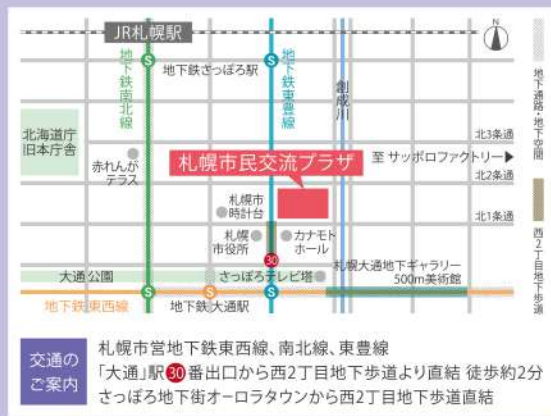 JR札幌駅
N
地下鉄南北線
S
地下鉄さっぽろ駅
S
地下鉄東豊線
創成川
地下通路・地下空間
北海道庁
旧本庁舎
赤れんが
テラス
北3条通
至 サッポロファクトリー▶
札幌市民交流プラザ
北2条通
札幌市
時計台
北1条通
札幌
市役所
カナモト
ホール
西2丁目地下歩道
30
大通公園
さっぽろテレビ塔
札幌大通地下ギャラリー
500m美術館
S
S
S
地下鉄東西線
地下鉄大通駅
交通の
ご案内
札幌市営地下鉄東西線、南北線、東豊線
「大通」駅30番出口から西2丁目地下歩道より直結 徒歩約2分
さっぽろ地下街オーロラタウンから西2丁目地下歩道直結